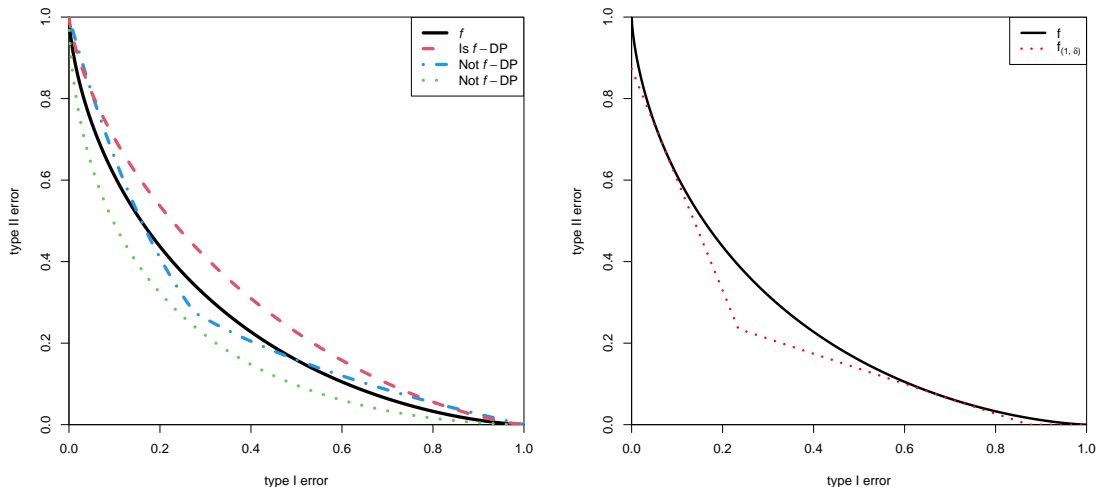 f
Is f – DP
Not f – DP
Not f – DP
1.0
0.8
0.6
0.4
0.2
0.0
type II error
0.0 0.2 0.4 0.6 0.8 1.0
type I error
f
f(1, δ)
1.0
0.8
0.6
0.4
0.2
0.0
type II error
0.0 0.2 0.4 0.6 0.8 1.0
type I error